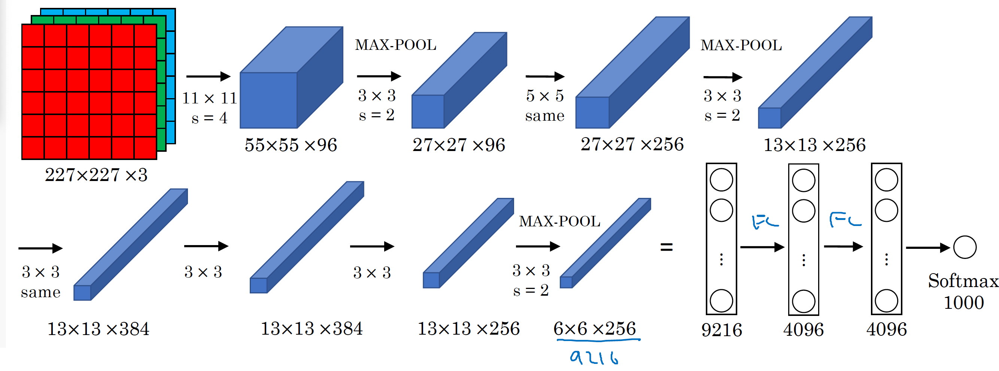 227×227 ×3
11 × 11
s = 4
55×55 ×96
MAX-POOL
3 × 3
s = 2
27×27 ×96
5 × 5
same
27×27 ×256
MAX-POOL
3 × 3
s = 2
13×13 ×256
3 × 3
same
13×13 ×384
3 × 3
13×13 ×384
3 × 3
13×13 ×256
MAX-POOL
3 × 3
s = 2
6×6 ×256
9216
=
9216
FC
4096
FC
4096
Softmax
1000